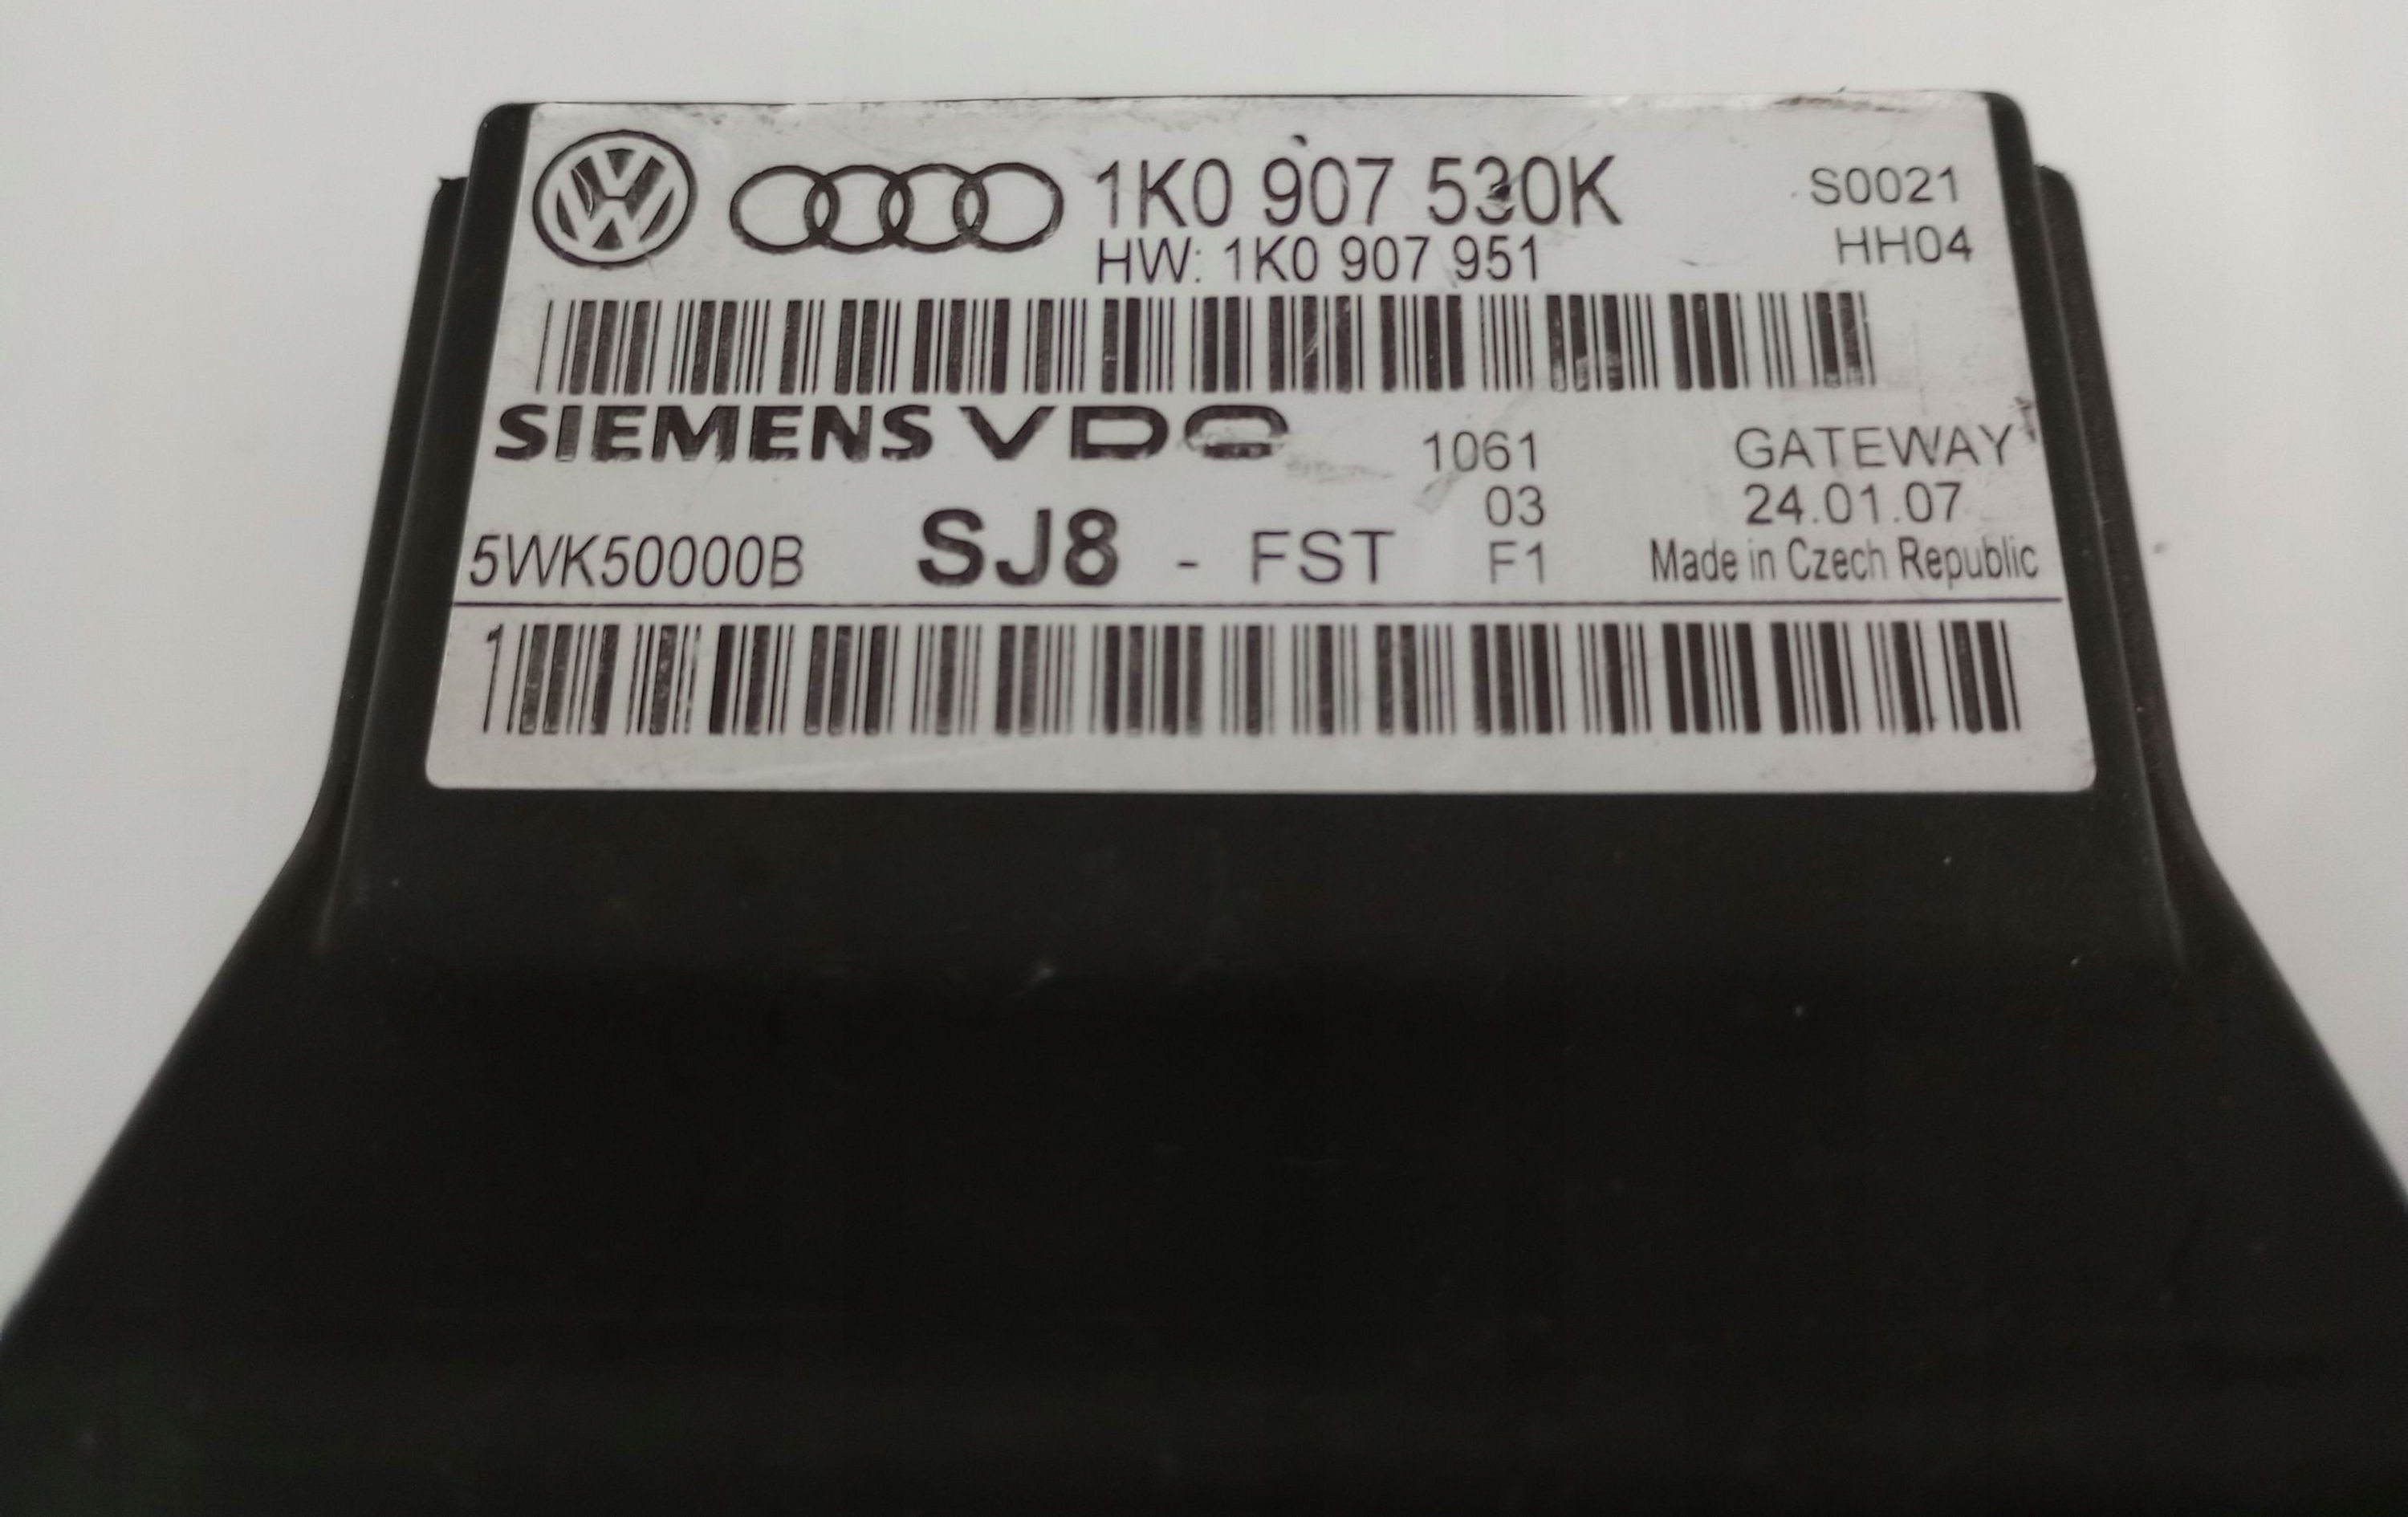 1K0 907 530K S0021
HW: 1K0 907 951 HH04
SIEMENS VDO 1061 GATEWAY
03 24.01.07
5WK50000B SJ8 - FST F1 Made in Czech Republic
1